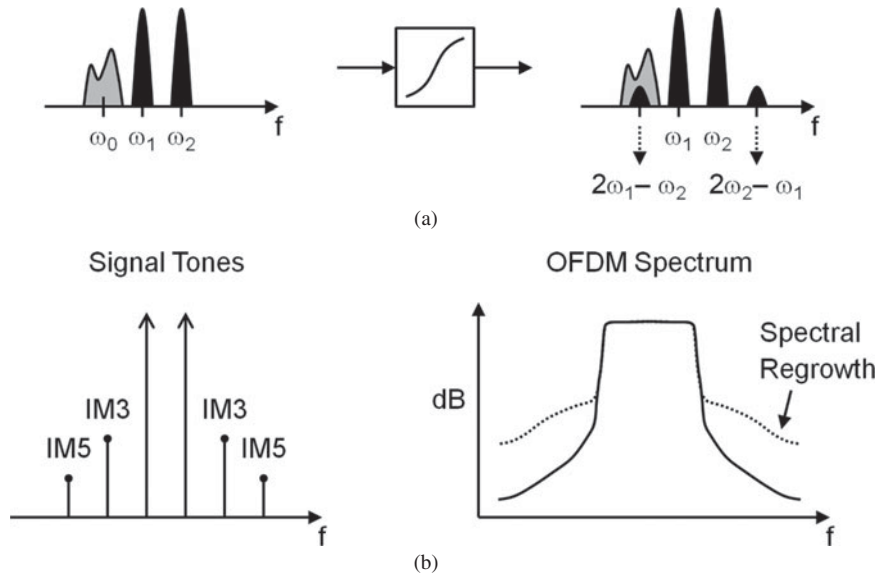 f
ω₀ ω₁ ω₂
f
ω₁ ω₂
2ω₁– ω₂ 2ω₂– ω₁
(a)
Signal Tones
IM5
IM3
IM3
IM5
f
OFDM Spectrum
dB
Spectral
Regrowth
f
(b)